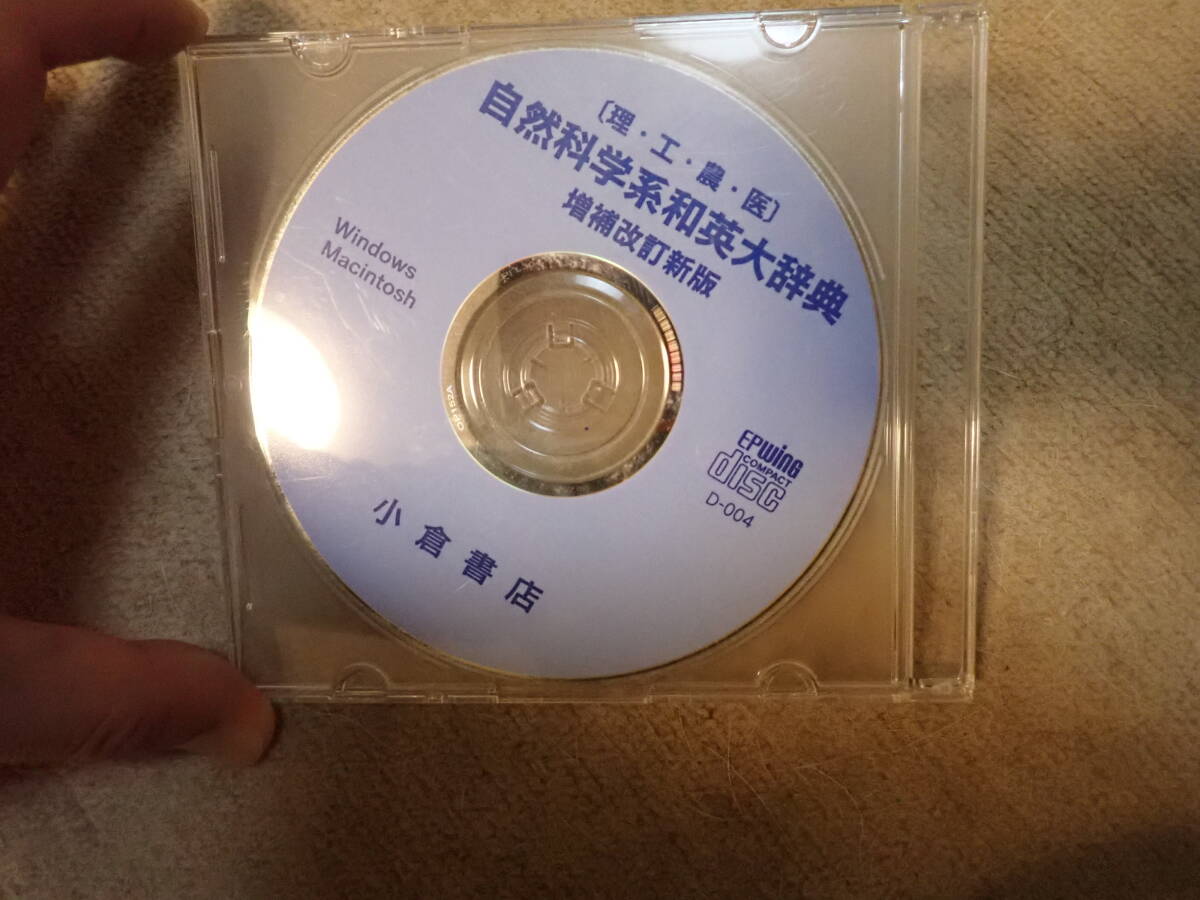 〔理・工・農・医〕
自然科学系和英大辞典
増補改訂新版
Windows
Macintosh
EPWING
COMPACT
disc
D-004
小倉書店